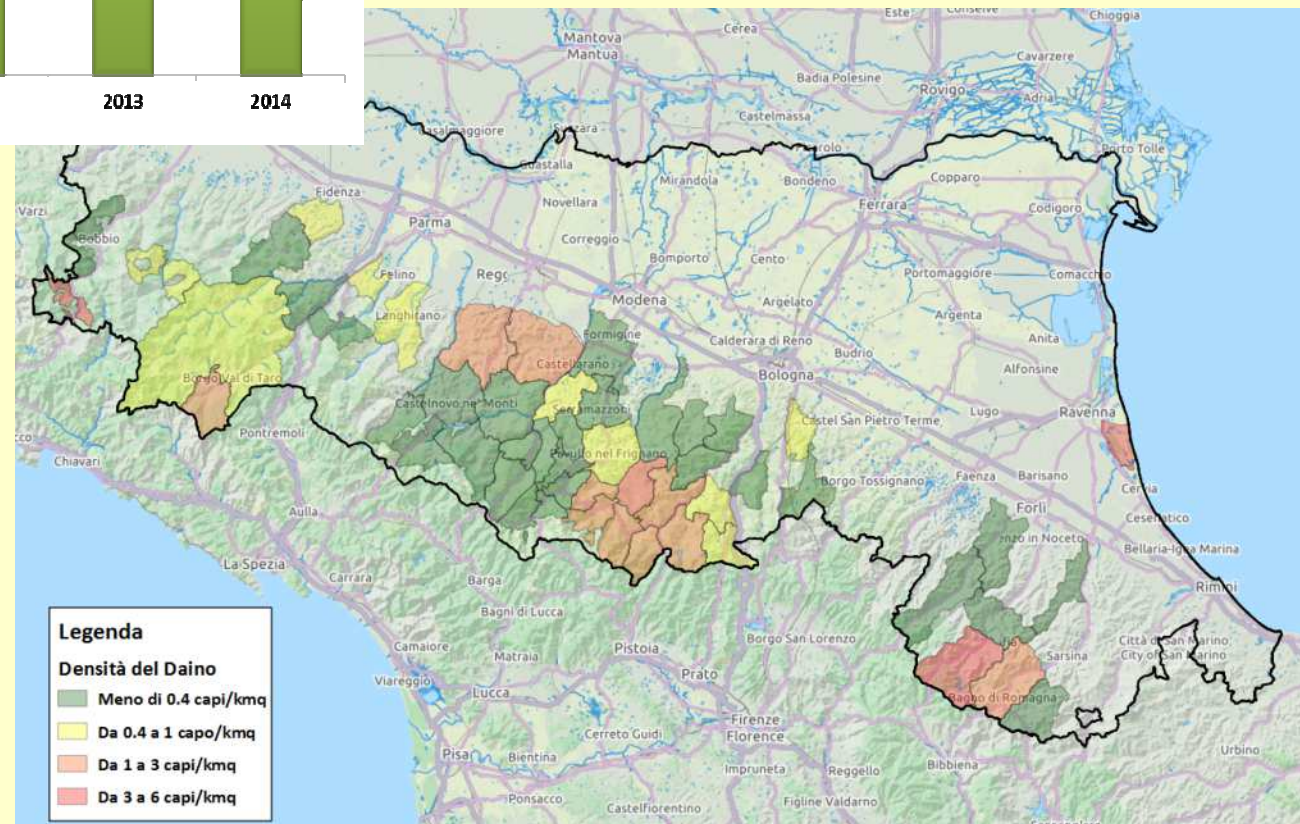 2013 2014
Este Conselve Chioggia
Cerea
Mantova
Mantua
Cavarzere
Badia Polesine
Rovigo
Adria
Castelmassa
Casalmaggiore
Suzzara
Porto Tolle
Guastalla
Mirandola
Bondeno
Copparo
Fidenza
Varzi
Novellara
Ferrara
Codigoro
Parma
Bobbio
Correggio
Bomporto
Cento
Felino
Portomaggiore
Comacchio
Modena
Argelato
Langhirano
Argenta
Formigine
Calderara di Reno
Anita
Budrio
Castellarano
Bologna
Alfonsine
Borgo Val di Taro
Castelnovo ne' Monti
Serramazzoni
Castel San Pietro Terme
Lugo
Ravenna
Pontremoli
Pavullo nel Frignano
Chiavari
Borgo Tossignano
Faenza
Barisano
Cervia
Aulla
Forlì
Cesenatico
La Spezia
Bellaria-Igea Marina
Carrara
Barga
Rimini
Bagni di Lucca
Camaiore
Matraia
Pistoia
Borgo San Lorenzo
Città di San Marino
City of San Marino
Sarsina
Viareggio
Prato
Lucca
Bagno di Romagna
Firenze
Florence
Cerreto Guidi
Pisa
Bientina
Urbino
Impruneta
Reggello
Bibbiena
Ponsacco
Castelfiorentino
Figline Valdarno
Legenda
Densità del Daino
Meno di 0.4 capi/kmq
Da 0.4 a 1 capo/kmq
Da 1 a 3 capi/kmq
Da 3 a 6 capi/kmq